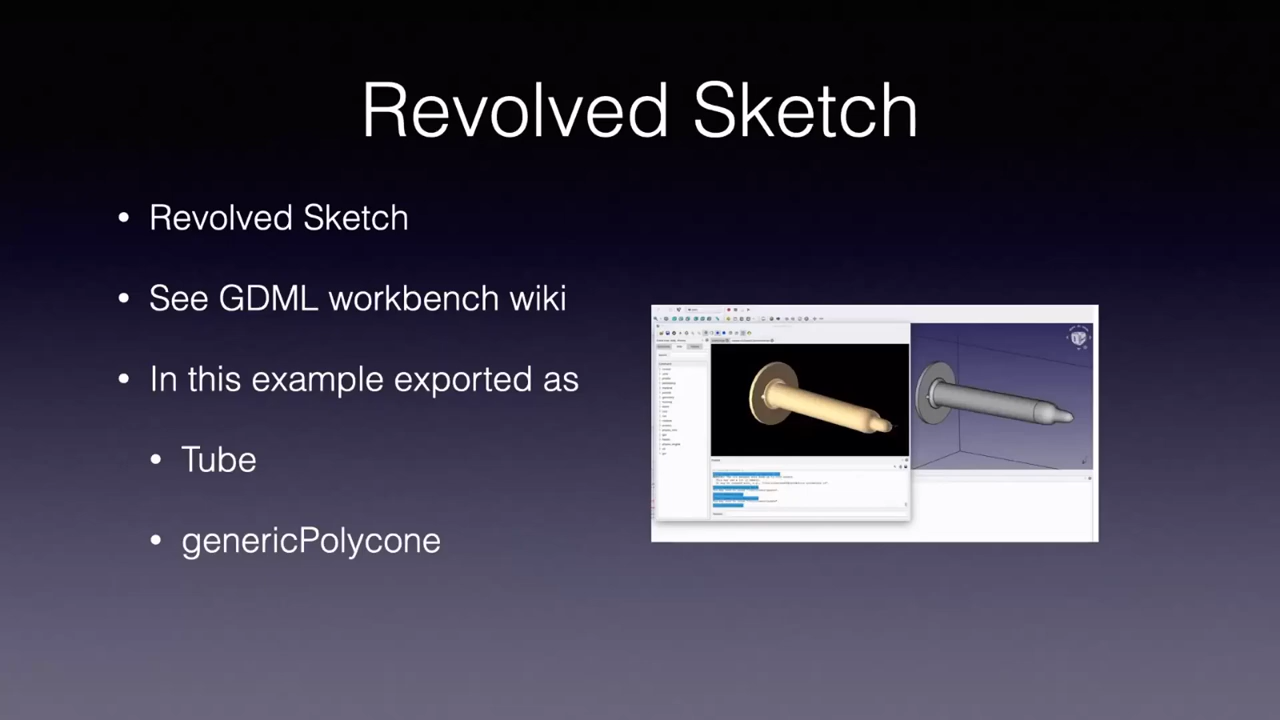 Revolved Sketch
• Revolved Sketch
• See GDML workbench wiki
• In this example exported as
• Tube
• genericPolycone